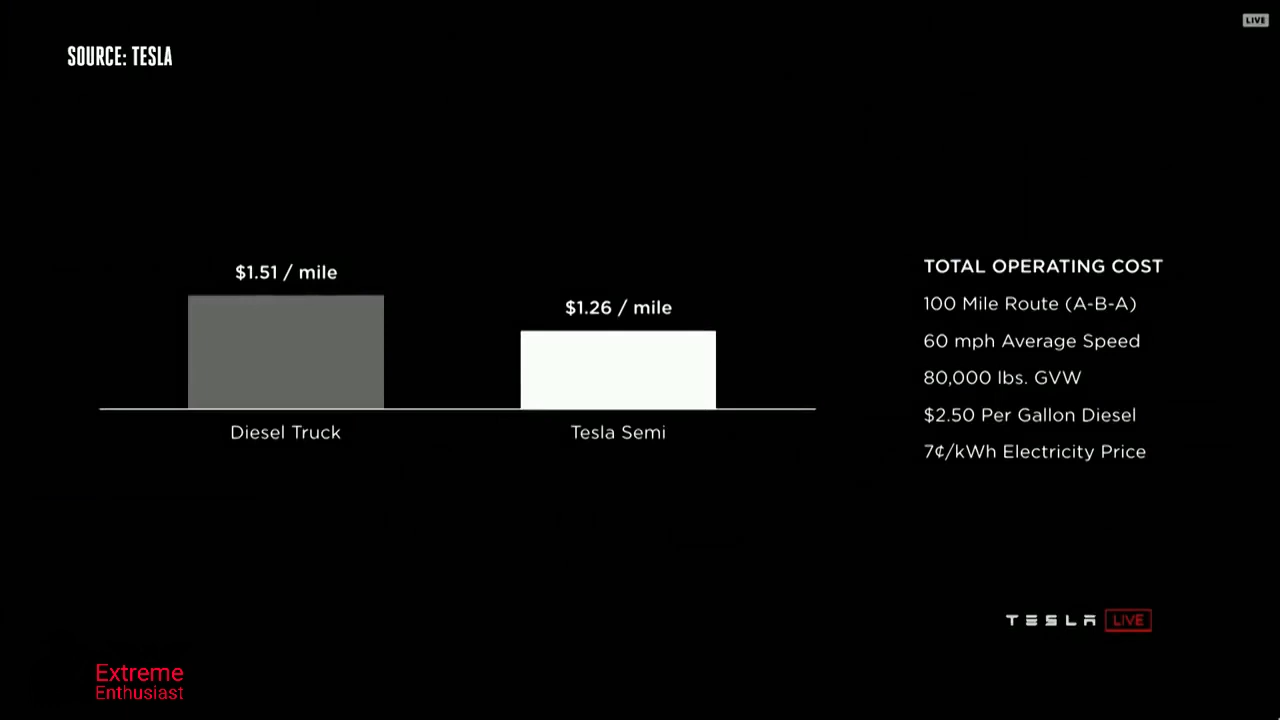 LIVE
SOURCE: TESLA
$1.51 / mile
$1.26 / mile
Diesel Truck
Tesla Semi
TOTAL OPERATING COST
100 Mile Route (A-B-A)
60 mph Average Speed
80,000 lbs. GVW
$2.50 Per Gallon Diesel
7¢/kWh Electricity Price
TESLA LIVE
Extreme
Enthusiast